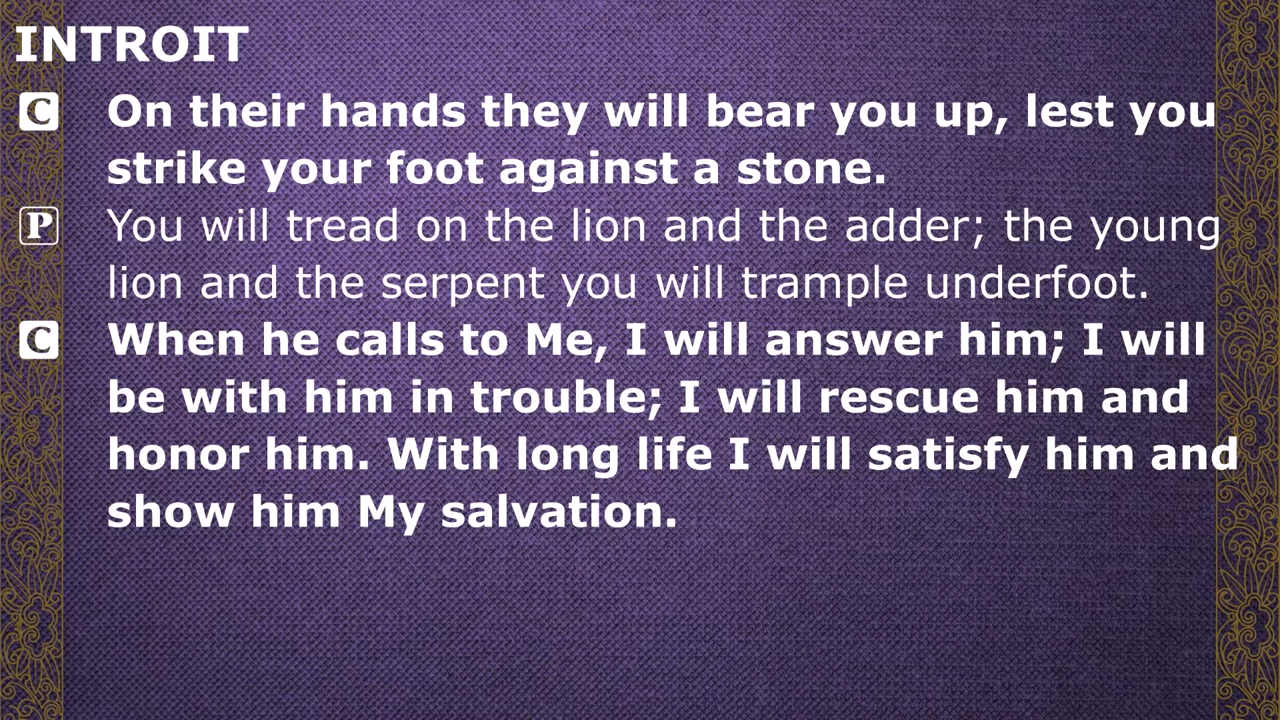 INTROIT
C On their hands they will bear you up, lest you
strike your foot against a stone.
P You will tread on the lion and the adder; the young
lion and the serpent you will trample underfoot.
C When he calls to Me, I will answer him; I will
be with him in trouble; I will rescue him and
honor him. With long life I will satisfy him and
show him My salvation.